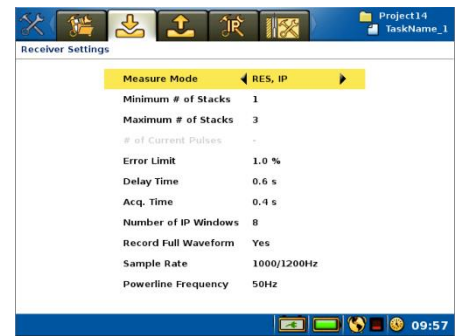 Project14
TaskName_1
Receiver Settings
Measure Mode RES, IP
Minimum # of Stacks 1
Maximum # of Stacks 3
# of Current Pulses -
Error Limit 1.0 %
Delay Time 0.6 s
Acq. Time 0.4 s
Number of IP Windows 8
Record Full Waveform Yes
Sample Rate 1000/1200Hz
Powerline Frequency 50Hz
09:57